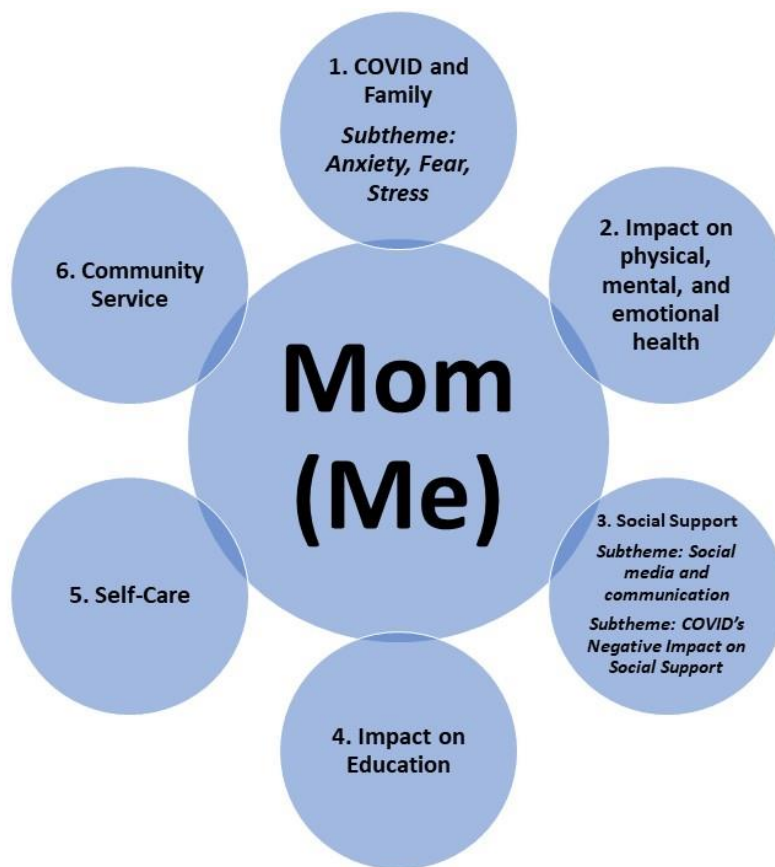 1. COVID and
Family
Subtheme:
Anxiety, Fear,
Stress
2. Impact on
physical,
mental, and
emotional
health
3. Social Support
Subtheme: Social
media and
communication
Subtheme: COVID’s
Negative Impact on
Social Support
4. Impact on
Education
5. Self-Care
6. Community
Service
Mom
(Me)